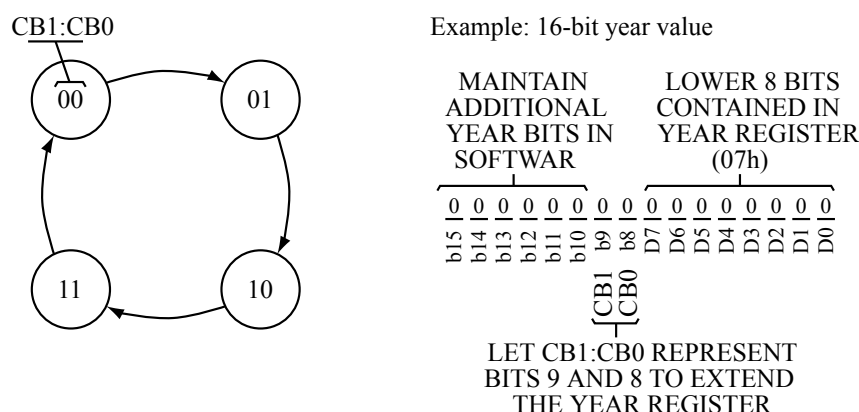 CB1:CB0
00
01
11
10
Example: 16-bit year value
MAINTAIN
ADDITIONAL
YEAR BITS IN
SOFTWAR
LOWER 8 BITS
CONTAINED IN
YEAR REGISTER
(07h)
0 0 0 0 0 0 0 0 0 0 0 0 0 0 0 0
b15 b14 b13 b12 b11 b10 b9 b8 D7 D6 D5 D4 D3 D2 D1 D0
CB1 CB0
LET CB1:CB0 REPRESENT
BITS 9 AND 8 TO EXTEND
THE YEAR REGISTER